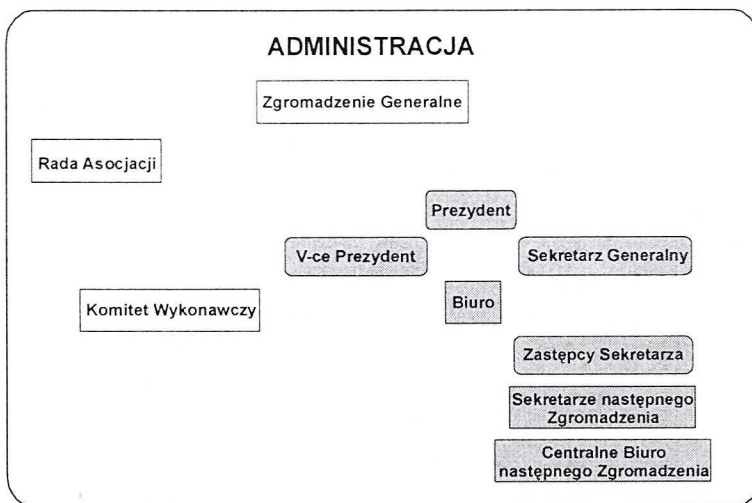 ADMINISTRACJA
Zgromadzenie Generalne
Rada Asocjacji
Prezydent
V-ce Prezydent
Sekretarz Generalny
Komitet Wykonawczy
Biuro
Zastępcy Sekretarza
Sekretarze następnego
Zgromadzenia
Centralne Biuro
następnego Zgromadzenia